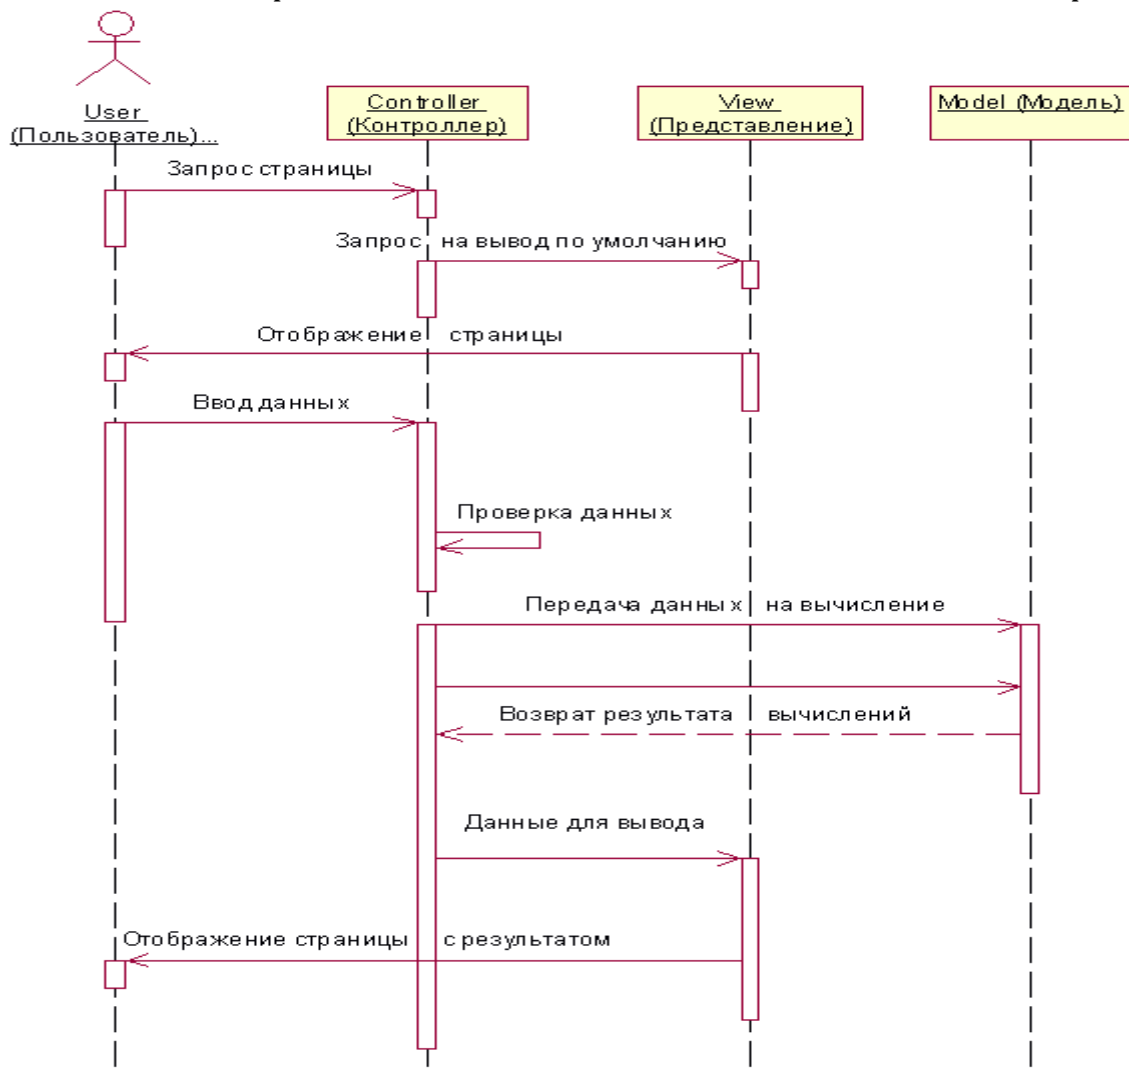 User
(Пользователь)...
Controller
(Контроллер)
View
(Представление)
Model (Модель)
Запрос страницы
Запрос на вывод по умолчанию
Отображение страницы
Ввод данных
Проверка данных
Передача данных на вычисление
Возврат результата вычислений
Данные для вывода
Отображение страницы с результатом